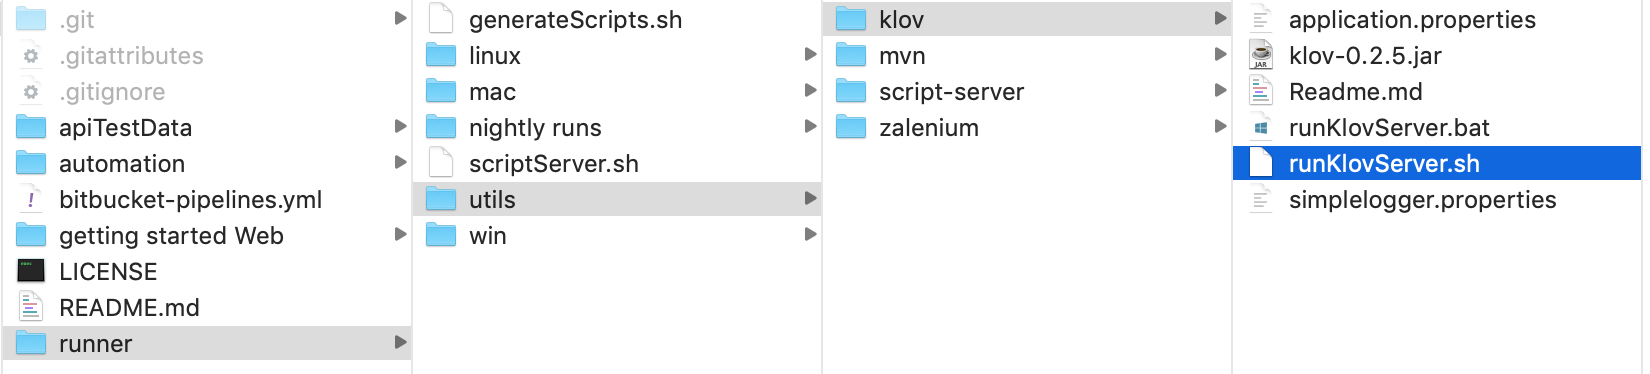 .git
.gitattributes
.gitignore
apiTestData
automation
bitbucket-pipelines.yml
getting started Web
LICENSE
README.md
runner
generateScripts.sh
linux
mac
nightly runs
scriptServer.sh
utils
win
klov
mvn
script-server
zalenium
application.properties
klov-0.2.5.jar
JAR
Readme.md
runKlovServer.bat
runKlovServer.sh
simplelogger.properties